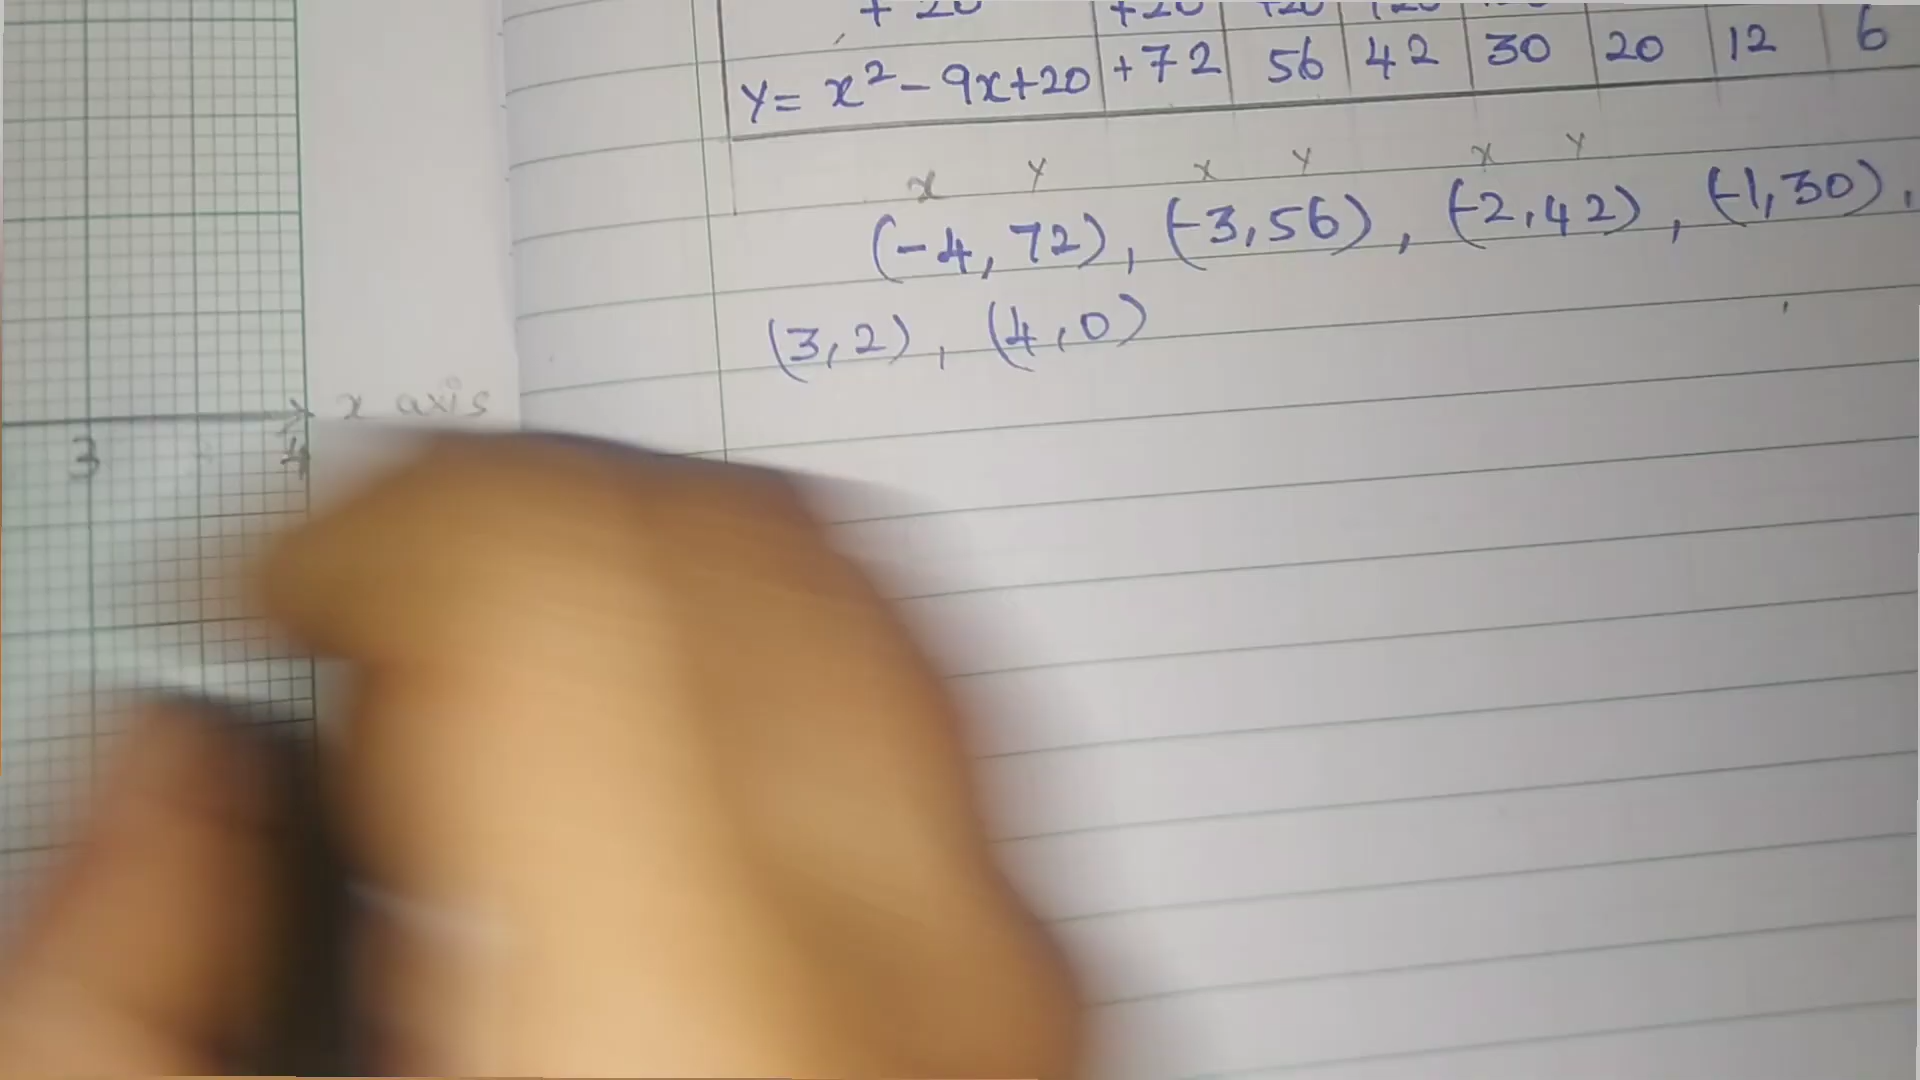 y = x² - 9x + 20 +72 56 42 30 20 12 6
x y x y x y
(-4, 72), (-3, 56), (-2, 42), (-1, 30),
(3, 2), (4, 0)
x axis
3 4